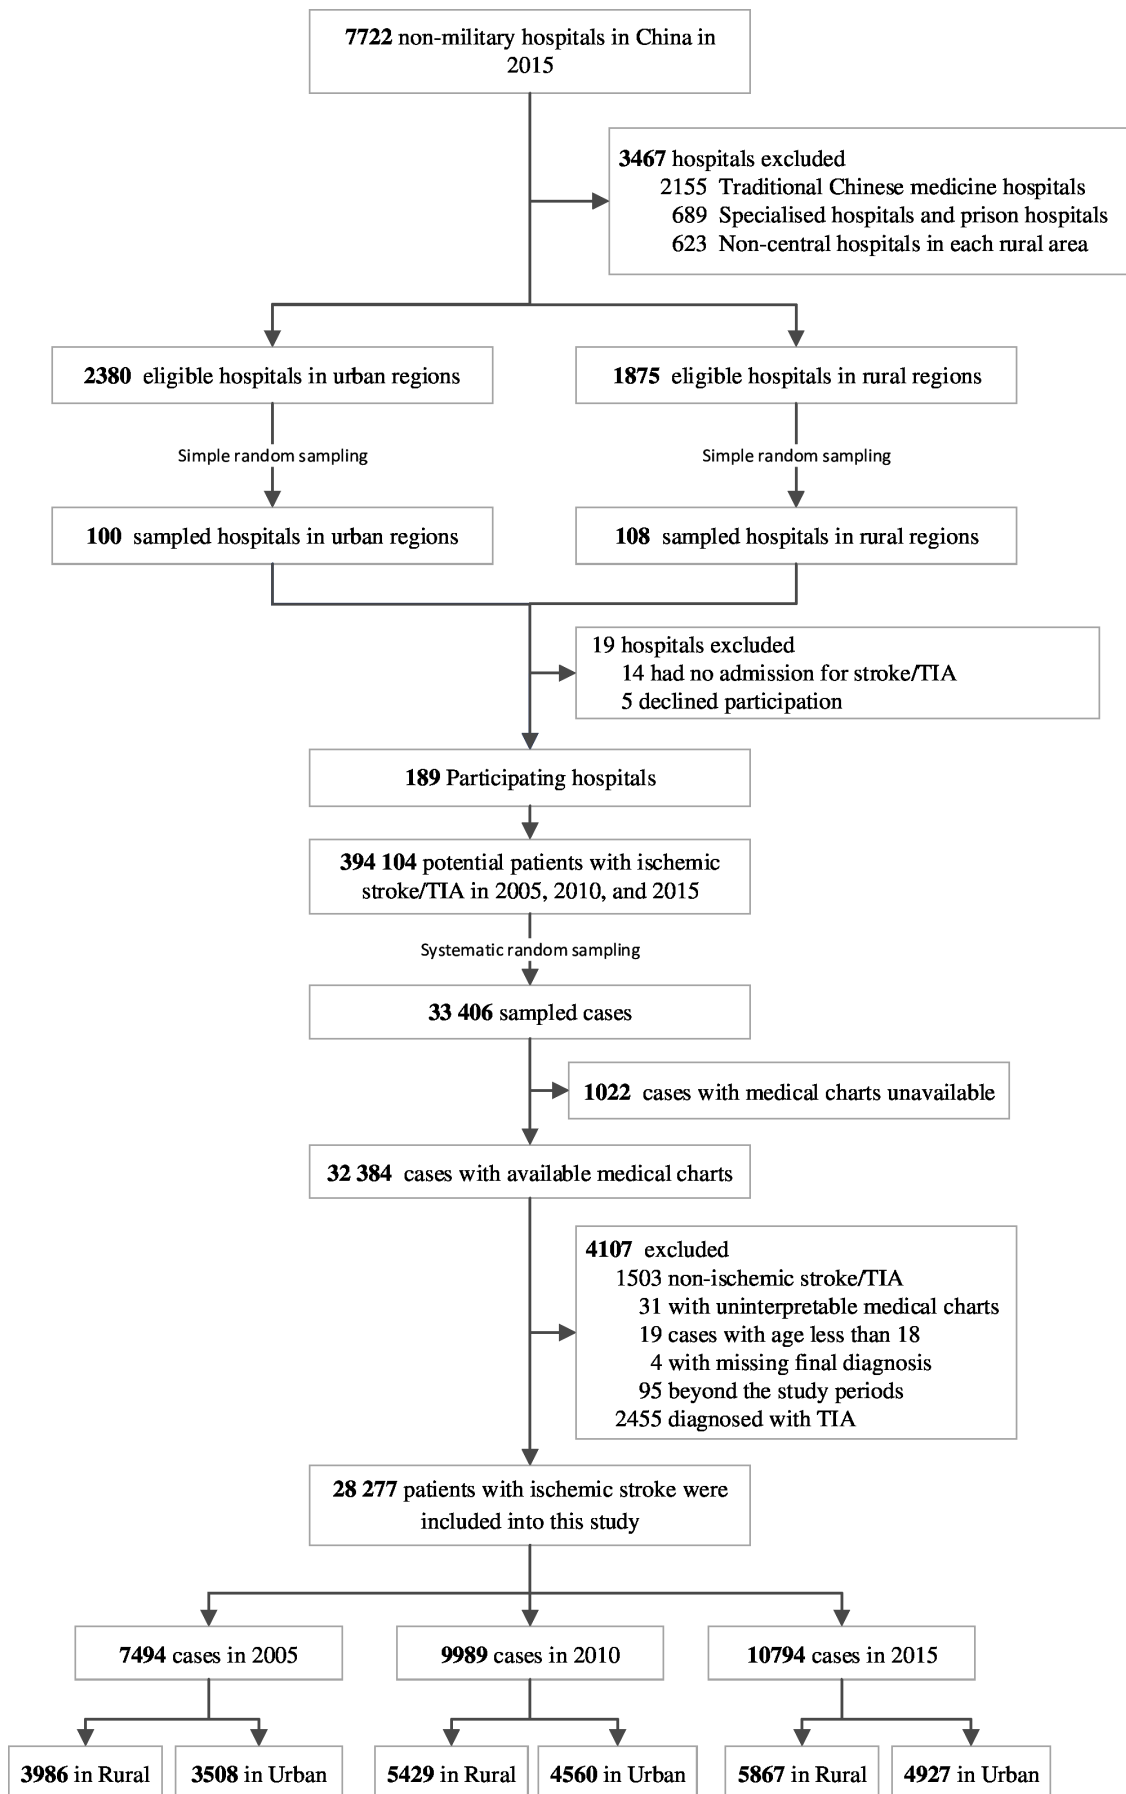 7722 non-military hospitals in China in
2015
3467 hospitals excluded
2155 Traditional Chinese medicine hospitals
689 Specialised hospitals and prison hospitals
623 Non-central hospitals in each rural area
2380 eligible hospitals in urban regions
1875 eligible hospitals in rural regions
Simple random sampling
Simple random sampling
100 sampled hospitals in urban regions
108 sampled hospitals in rural regions
19 hospitals excluded
14 had no admission for stroke/TIA
5 declined participation
189 Participating hospitals
394 104 potential patients with ischemic
stroke/TIA in 2005, 2010, and 2015
Systematic random sampling
33 406 sampled cases
1022 cases with medical charts unavailable
32 384 cases with available medical charts
4107 excluded
1503 non-ischemic stroke/TIA
31 with uninterpretable medical charts
19 cases with age less than 18
4 with missing final diagnosis
95 beyond the study periods
2455 diagnosed with TIA
28 277 patients with ischemic stroke were
included into this study
7494 cases in 2005
9989 cases in 2010
10794 cases in 2015
3986 in Rural
3508 in Urban
5429 in Rural
4560 in Urban
5867 in Rural
4927 in Urban